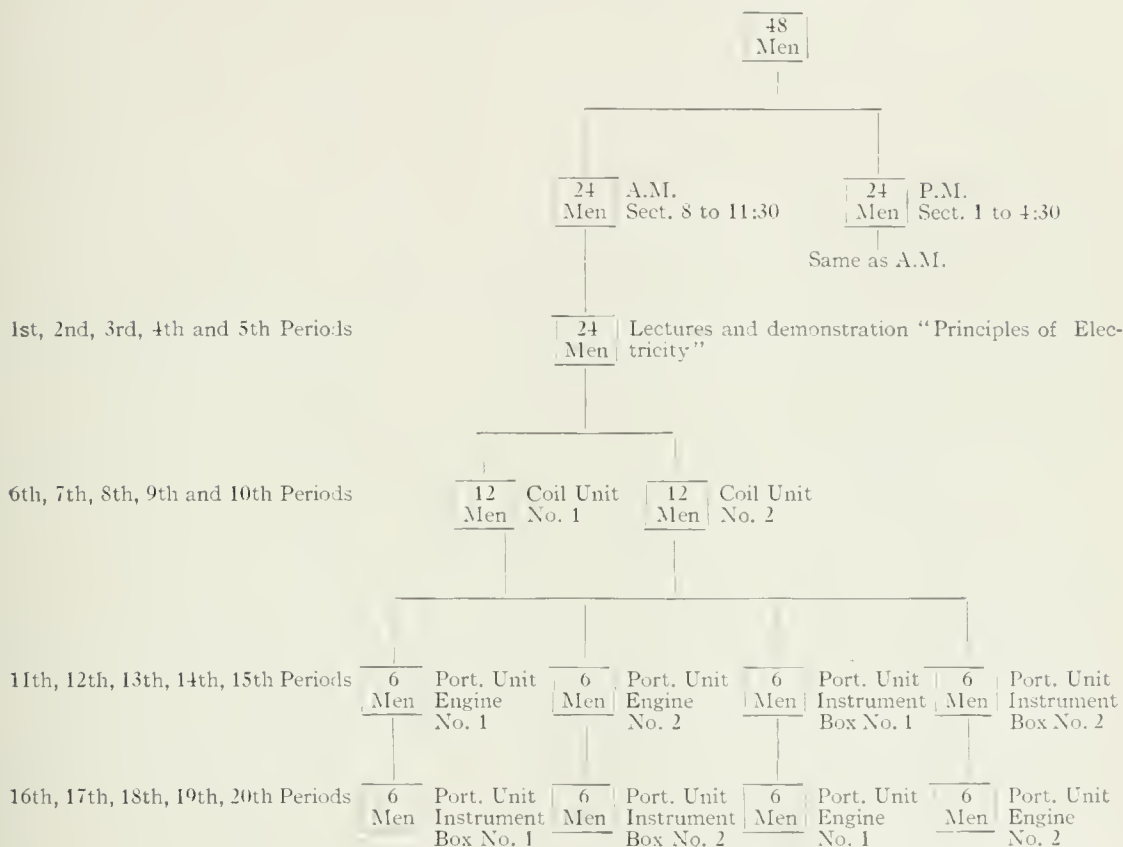 48
Men
24 A.M. 24 P.M.
Men Sect. 8 to 11:30 Men Sect. 1 to 4:30
Same as A.M.
1st, 2nd, 3rd, 4th and 5th Periods 24 Lectures and demonstration "Principles of Elec-
Men tricity"
6th, 7th, 8th, 9th and 10th Periods 12 Coil Unit 12 Coil Unit
Men No. 1 Men No. 2
11th, 12th, 13th, 14th, 15th Periods 6 Port. Unit 6 Port. Unit 6 Port. Unit 6 Port. Unit
Men Engine Men Engine Men Instrument Men Instrument
No. 1 No. 2 Box No. 1 Box No. 2
16th, 17th, 18th, 19th, 20th Periods 6 Port. Unit 6 Port. Unit 6 Port. Unit 6 Port. Unit
Men Instrument Men Instrument Men Engine Men Engine
Box No. 1 Box No. 2 No. 1 No. 2